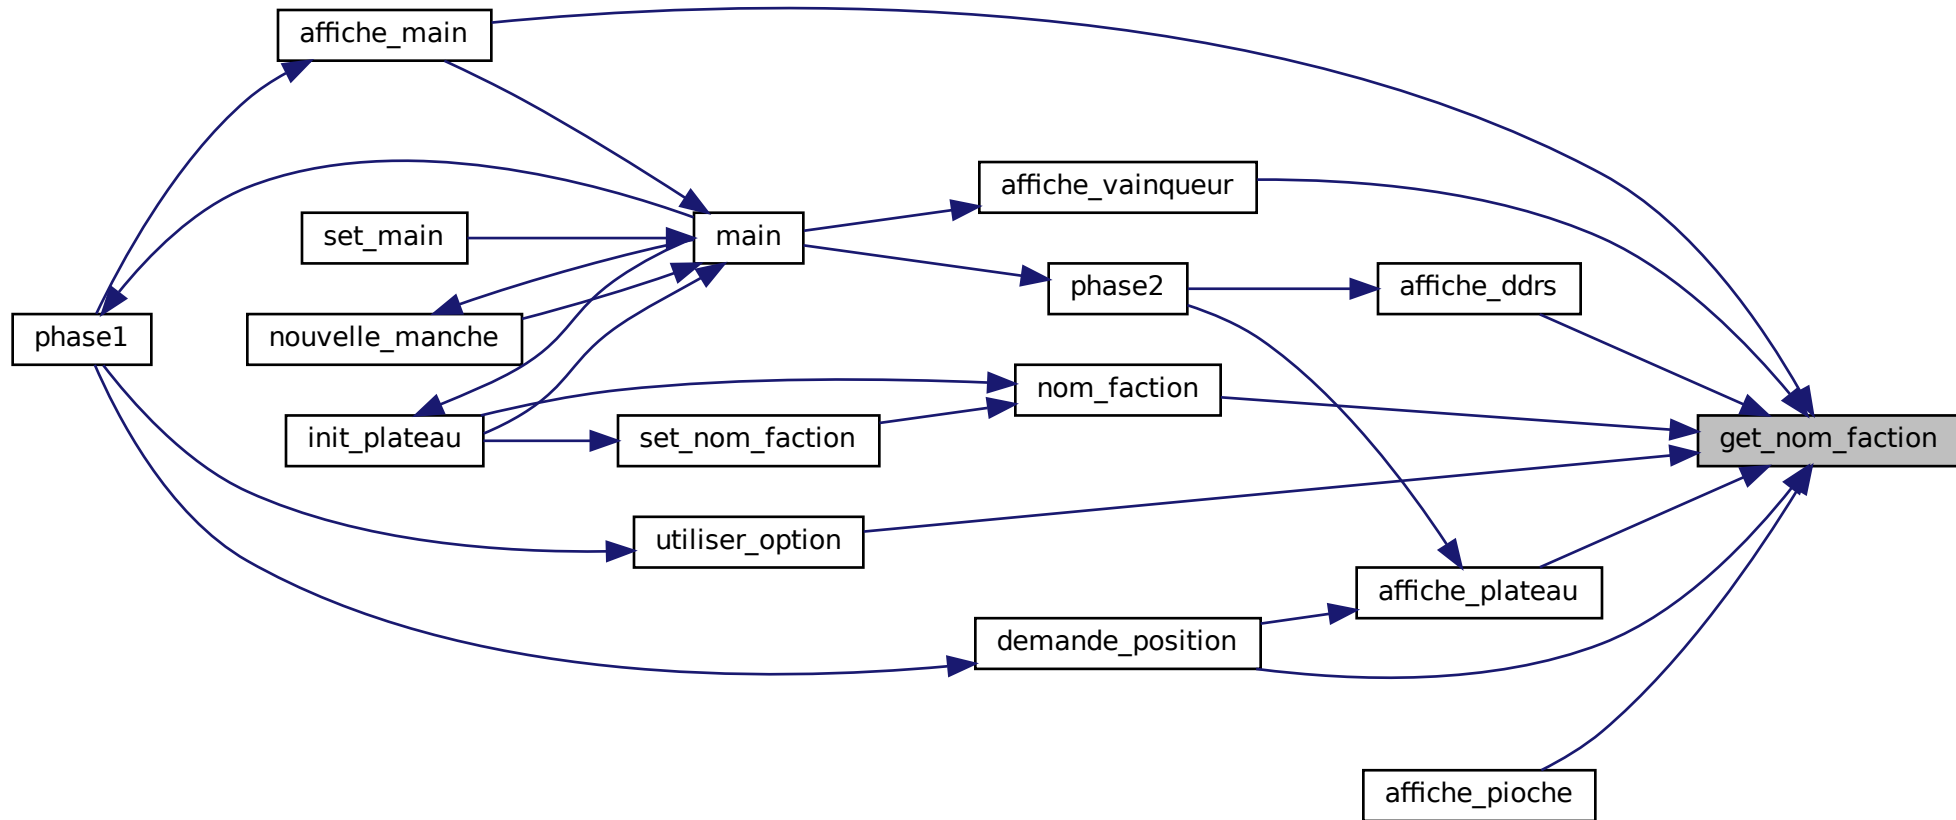 affiche_main
affiche_vainqueur
set_main
main
phase2
affiche_ddrs
phase1
nouvelle_manche
nom_faction
init_plateau
set_nom_faction
get_nom_faction
utiliser_option
affiche_plateau
demande_position
affiche_pioche